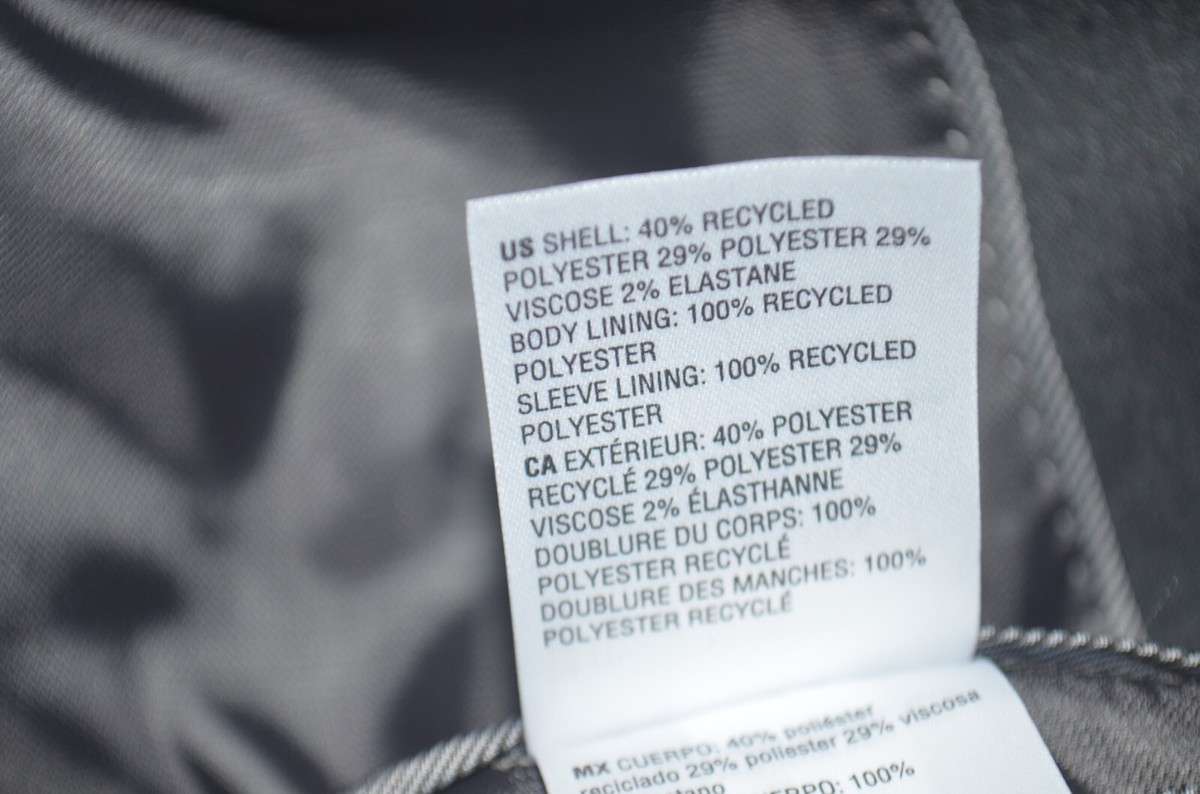 US SHELL: 40% RECYCLED
POLYESTER 29% POLYESTER 29%
VISCOSE 2% ELASTANE
BODY LINING: 100% RECYCLED
POLYESTER
SLEEVE LINING: 100% RECYCLED
POLYESTER
CA EXTÉRIEUR: 40% POLYESTER
RECYCLÉ 29% POLYESTER 29%
VISCOSE 2% ÉLASTHANNE
DOUBLURE DU CORPS: 100%
POLYESTER RECYCLÉ
DOUBLURE DES MANCHES: 100%
POLYESTER RECYCLÉ
MX CUERPO: 40% poliéster
reciclado 29% poliester 29% viscosa
100%